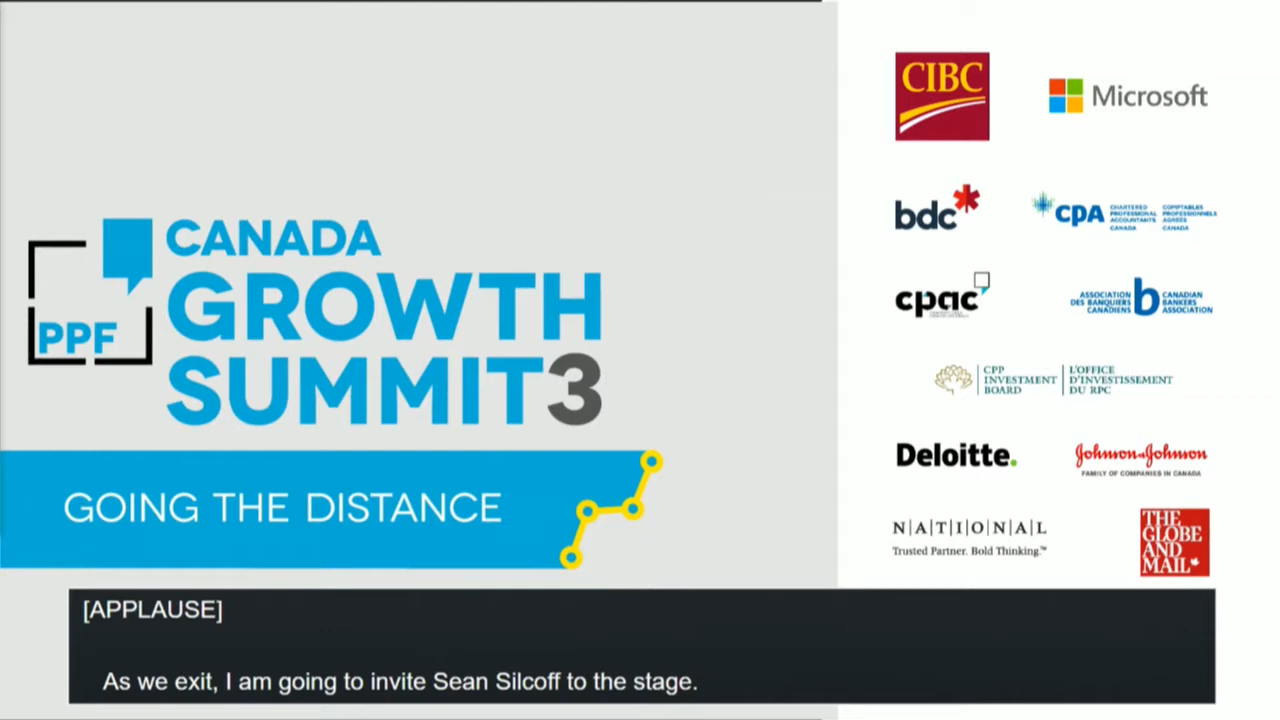 CANADA
GROWTH
SUMMIT3
PPF
GOING THE DISTANCE
CIBC
Microsoft
bdc
CPA
CHARTERED
PROFESSIONAL
ACCOUNTANTS
CANADA
COMPTABLES
PROFESSIONNELS
AGRÉÉS
CANADA
cpac
ASSOCIATION
DES BANQUIERS
CANADIENS
b
CANADIAN
BANKERS
ASSOCIATION
CPP
INVESTMENT
BOARD
L'OFFICE
D'INVESTISSEMENT
DU RPC
Deloitte.
Johnson & Johnson
FAMILY OF COMPANIES IN CANADA
N|A|T|I|O|N|A|L
Trusted Partner. Bold Thinking.™
THE
GLOBE
AND
MAIL
[APPLAUSE]
As we exit, I am going to invite Sean Silcoff to the stage.